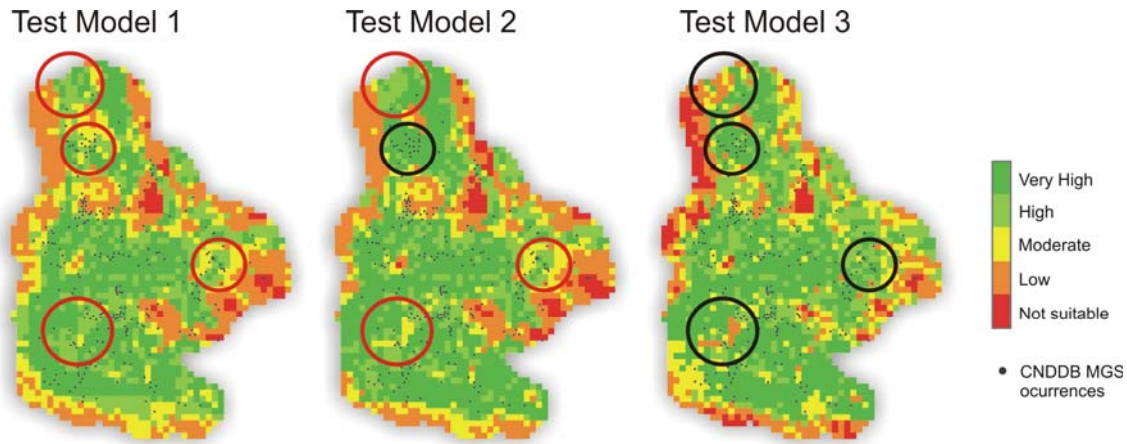 Test Model 1
Test Model 2
Test Model 3
Very High
High
Moderate
Low
Not suitable
CNDDB MGS
ocurrences